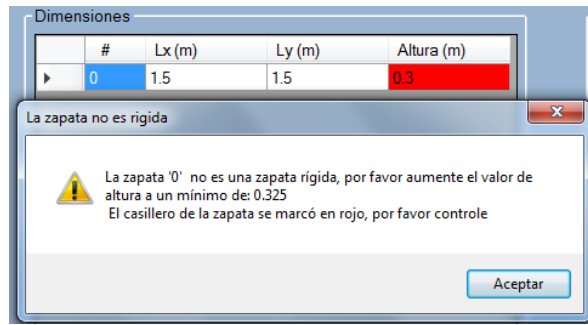 Dimensiones
# Lx (m) Ly (m) Altura (m)
0 1.5 1.5 0.3
La zapata no es rigida
La zapata '0' no es una zapata rígida, por favor aumente el valor de
altura a un mínimo de: 0.325
El casillero de la zapata se marcó en rojo, por favor controle
Aceptar